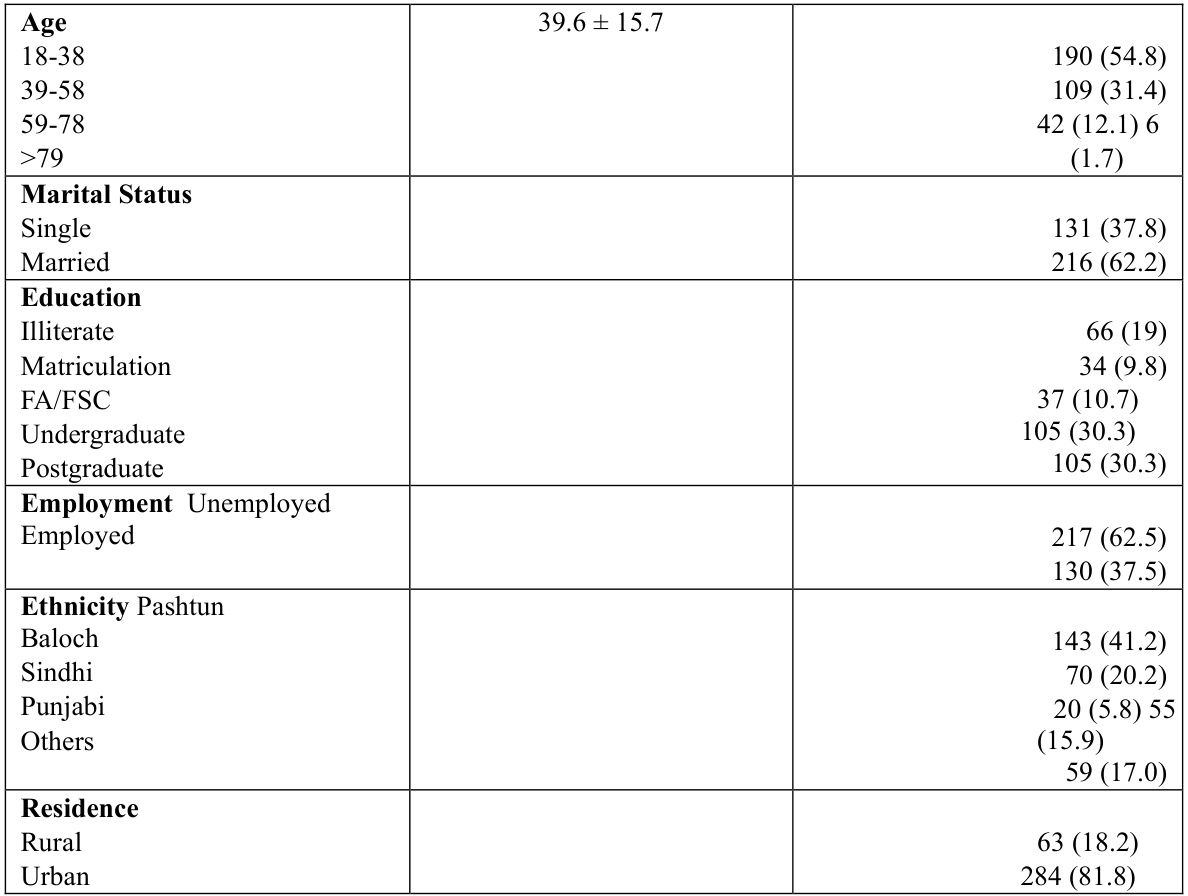 Age 39.6 ± 15.7
18-38 190 (54.8)
39-58 109 (31.4)
59-78 42 (12.1) 6
>79 (1.7)
Marital Status
Single 131 (37.8)
Married 216 (62.2)
Education
Illiterate 66 (19)
Matriculation 34 (9.8)
FA/FSC 37 (10.7)
Undergraduate 105 (30.3)
Postgraduate 105 (30.3)
Employment Unemployed
Employed 217 (62.5)
130 (37.5)
Ethnicity Pashtun
Baloch 143 (41.2)
Sindhi 70 (20.2)
Punjabi 20 (5.8) 55
Others (15.9)
59 (17.0)
Residence
Rural 63 (18.2)
Urban 284 (81.8)